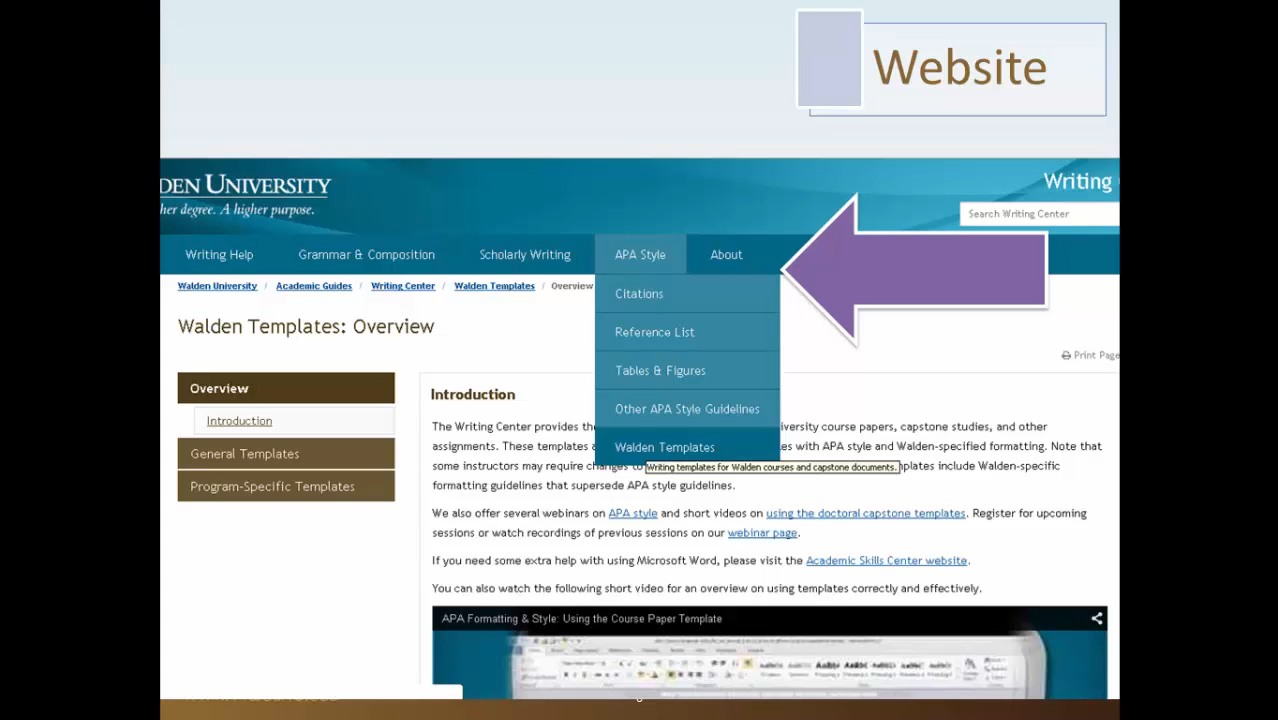 Website
DEN UNIVERSITY
her degree. A higher purpose.
Writing
Search Writing Center
Writing Help Grammar & Composition Scholarly Writing APA Style About
Walden University / Academic Guides / Writing Center / Walden Templates / Overview
Citations
Reference List
Tables & Figures
Other APA Style Guidelines
Walden Templates
Writing templates for Walden courses and capstone documents.
Walden Templates: Overview
Print Page
Overview
Introduction
General Templates
Program-Specific Templates
Introduction
The Writing Center provides iversity course papers, capstone studies, and other
assignments. These templates with APA style and Walden-specified formatting. Note that
some instructors may require changes to plates include Walden-specific
formatting guidelines that supersede APA style guidelines.
We also offer several webinars on APA style and short videos on using the doctoral capstone templates. Register for upcoming
sessions or watch recordings of previous sessions on our webinar page.
If you need some extra help with using Microsoft Word, please visit the Academic Skills Center website.
You can also watch the following short video for an overview on using templates correctly and effectively.
APA Formatting & Style: Using the Course Paper Template